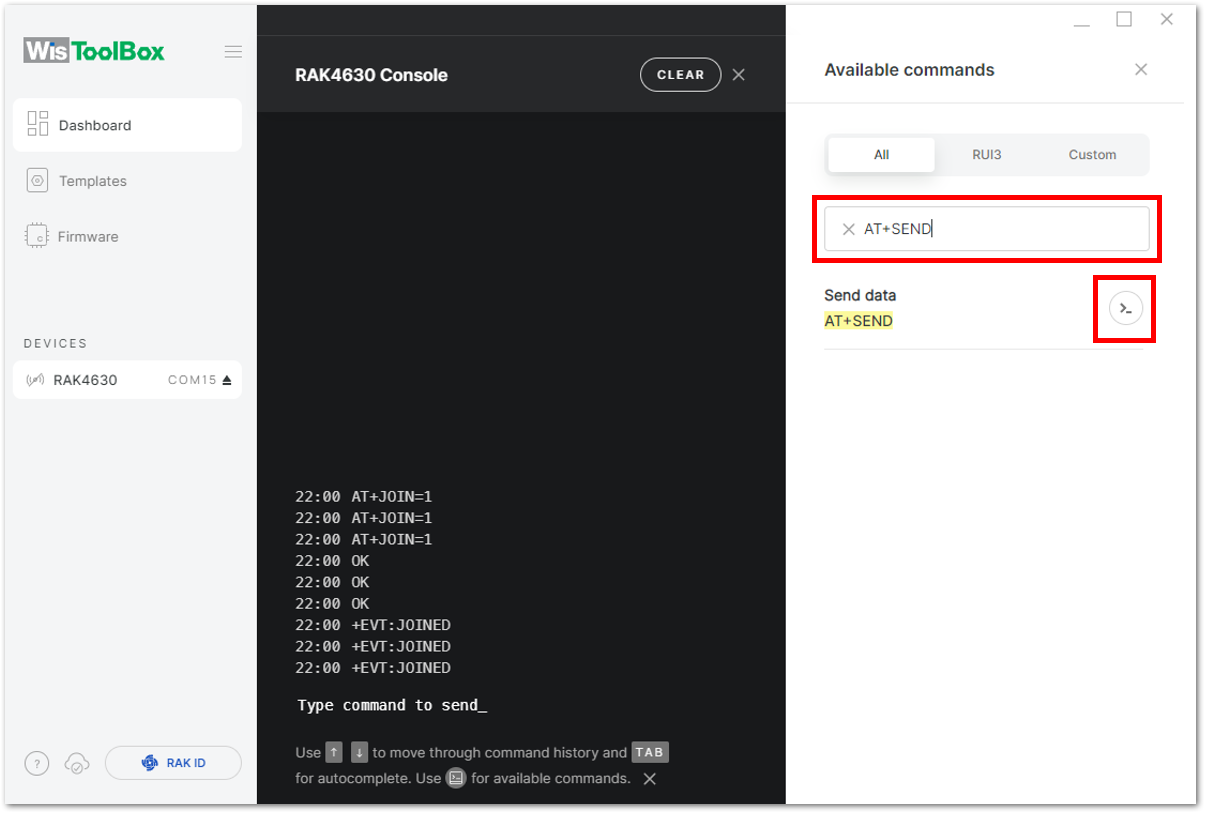 WisToolBox
Dashboard
Templates
Firmware
DEVICES
RAK4630 COM15
? RAK ID
RAK4630 Console CLEAR
22:00 AT+JOIN=1
22:00 AT+JOIN=1
22:00 AT+JOIN=1
22:00 OK
22:00 OK
22:00 OK
22:00 +EVT:JOINED
22:00 +EVT:JOINED
22:00 +EVT:JOINED
Type command to send_
Use ↑ ↓ to move through command history and TAB
for autocomplete. Use for available commands.
Available commands
All RUI3 Custom
AT+SEND
Send data
AT+SEND